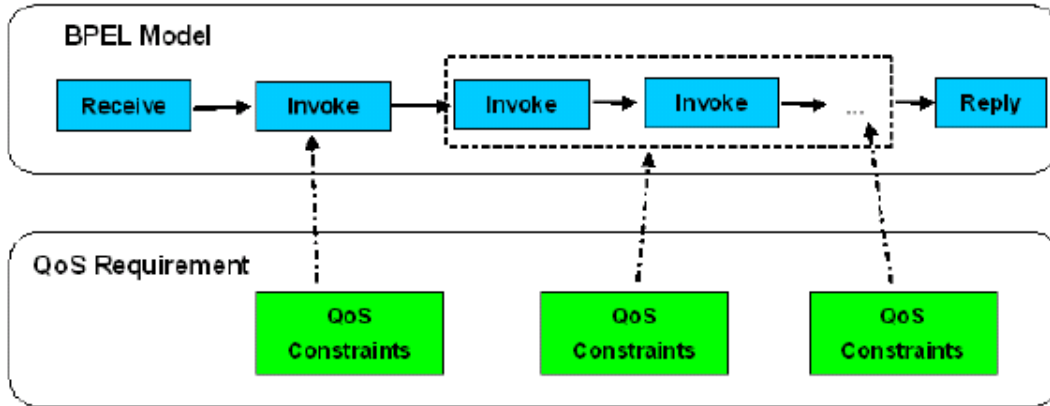 BPEL Model
Receive
Invoke
Invoke
Invoke
...
Reply
QoS Requirement
QoS
Constraints
QoS
Constraints
QoS
Constraints